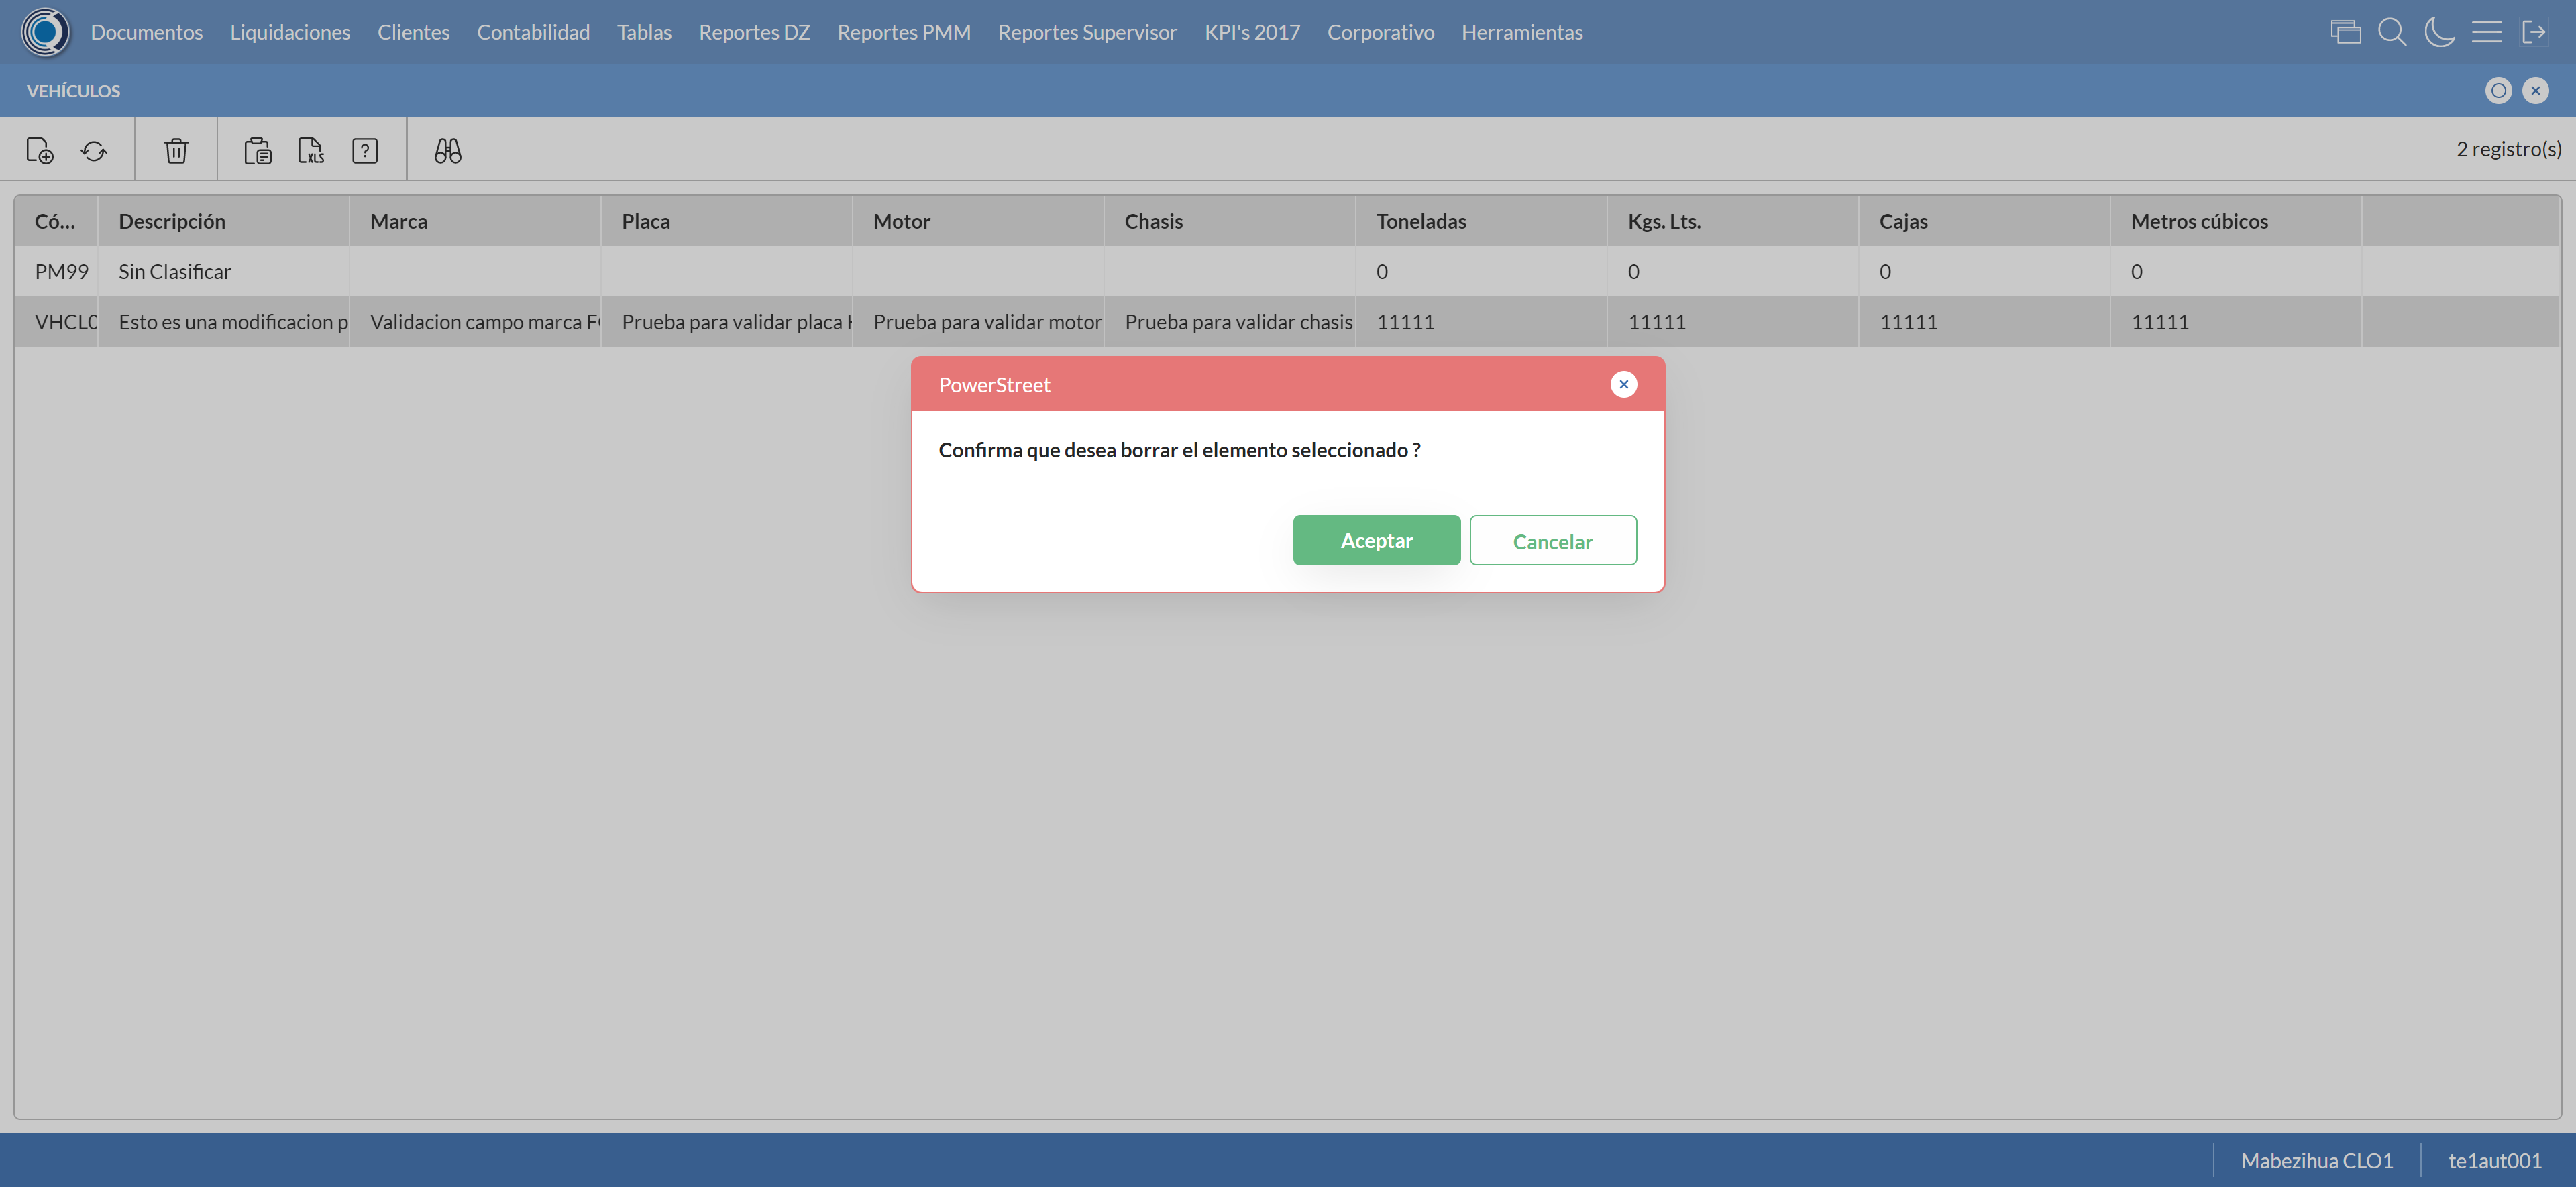 Documentos Liquidaciones Clientes Contabilidad Tablas Reportes DZ Reportes PMM Reportes Supervisor KPI's 2017 Corporativo Herramientas
VEHÍCULOS
XLS ? 2 registro(s)
Có... Descripción Marca Placa Motor Chasis Toneladas Kgs. Lts. Cajas Metros cúbicos
PM99 Sin Clasificar 0 0 0 0
VHCL0 Esto es una modificacion p Validacion campo marca F Prueba para validar placa Prueba para validar motor Prueba para validar chasis 11111 11111 11111 11111
PowerStreet
Confirma que desea borrar el elemento seleccionado ?
Aceptar Cancelar
Mabezihua CLO1 te1aut001